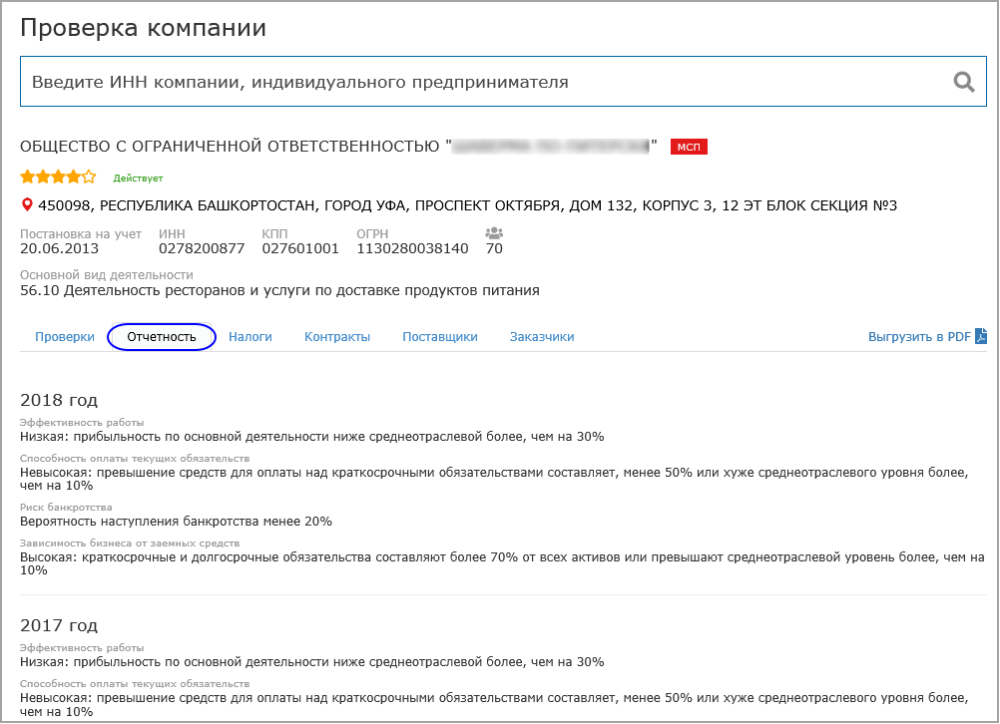 Проверка компании
Введите ИНН компании, индивидуального предпринимателя
ОБЩЕСТВО С ОГРАНИЧЕННОЙ ОТВЕТСТВЕННОСТЬЮ " " МСП
Действует
450098, РЕСПУБЛИКА БАШКОРТОСТАН, ГОРОД УФА, ПРОСПЕКТ ОКТЯБРЯ, ДОМ 132, КОРПУС 3, 12 ЭТ БЛОК СЕКЦИЯ №3
Постановка на учет ИНН КПП ОГРН
20.06.2013 0278200877 027601001 1130280038140 70
Основной вид деятельности
56.10 Деятельность ресторанов и услуги по доставке продуктов питания
Проверки Отчетность Налоги Контракты Поставщики Заказчики Выгрузить в PDF
2018 год
Эффективность работы
Низкая: прибыльность по основной деятельности ниже среднеотраслевой более, чем на 30%
Способность оплаты текущих обязательств
Невысокая: превышение средств для оплаты над краткосрочными обязательствами составляет, менее 50% или хуже среднеотраслевого уровня более,
чем на 10%
Риск банкротства
Вероятность наступления банкротства менее 20%
Зависимость бизнеса от заемных средств
Высокая: краткосрочные и долгосрочные обязательства составляют более 70% от всех активов или превышают среднеотраслевой уровень более, чем на
10%
2017 год
Эффективность работы
Низкая: прибыльность по основной деятельности ниже среднеотраслевой более, чем на 30%
Способность оплаты текущих обязательств
Невысокая: превышение средств для оплаты над краткосрочными обязательствами составляет, менее 50% или хуже среднеотраслевого уровня более,
чем на 10%